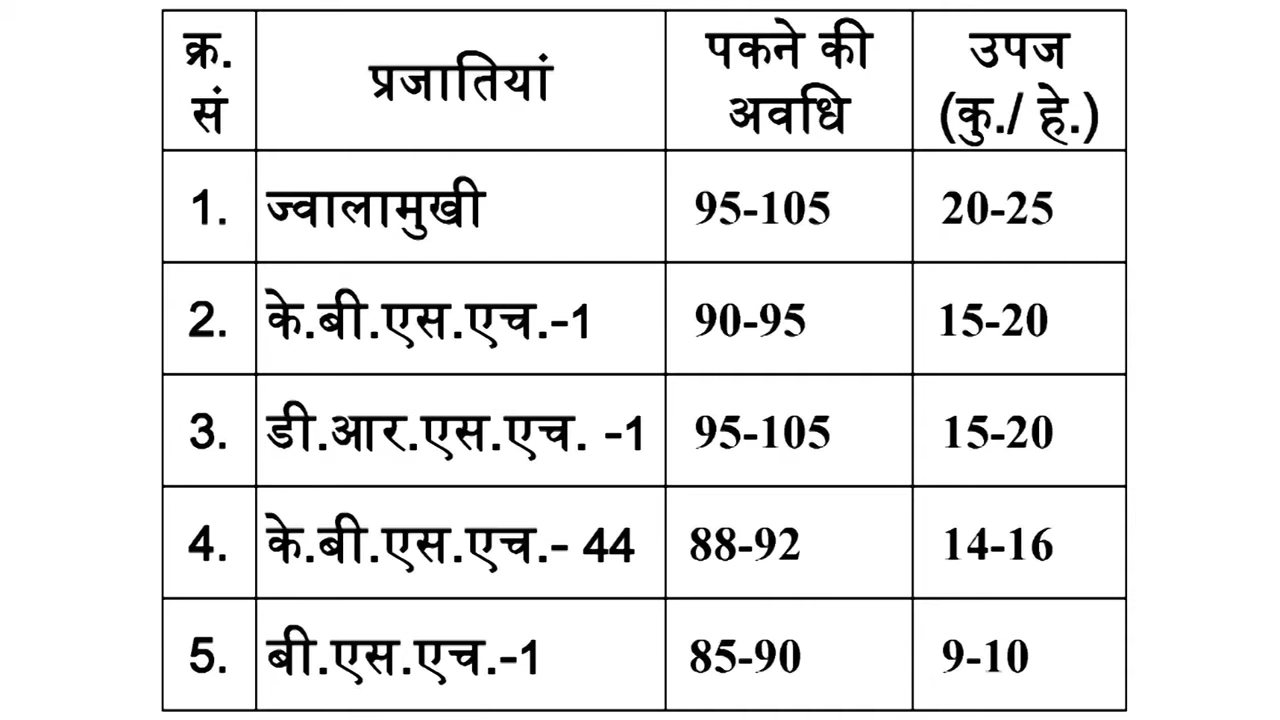 क्र. सं प्रजातियां पकने की अवधि उपज (कु./ हे.)
1. ज्वालामुखी 95-105 20-25
2. के.बी.एस.एच.-1 90-95 15-20
3. डी.आर.एस.एच. -1 95-105 15-20
4. के.बी.एस.एच.- 44 88-92 14-16
5. बी.एस.एच.-1 85-90 9-10